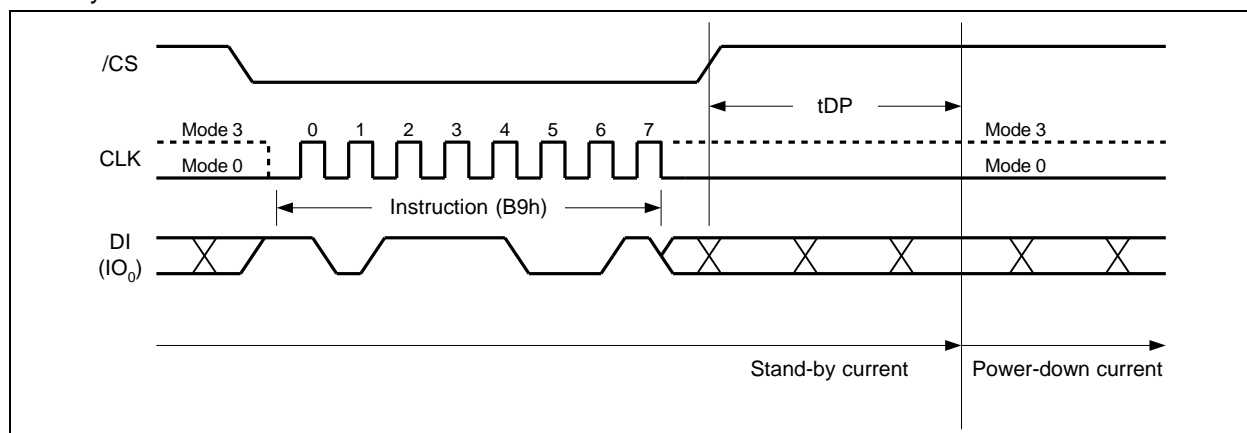 /CS
tDP
Mode 3 0 1 2 3 4 5 6 7 Mode 3
CLK
Mode 0 Mode 0
Instruction (B9h)
DI
(IO0)
Stand-by current Power-down current